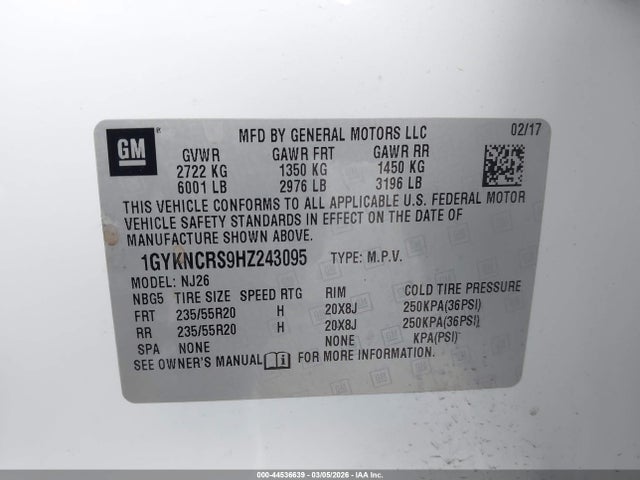 GM
MFD BY GENERAL MOTORS LLC 02/17
GVWR GAWR FRT GAWR RR
2722 KG 1350 KG 1450 KG
6001 LB 2976 LB 3196 LB
THIS VEHICLE CONFORMS TO ALL APPLICABLE U.S. FEDERAL MOTOR
VEHICLE SAFETY STANDARDS IN EFFECT ON THE DATE OF
MANUFACTURE SHOWN ABOVE.
1GYKNCRS9HZ243095 TYPE: M.P.V.
MODEL: NJ26
NBG5 TIRE SIZE SPEED RTG RIM COLD TIRE PRESSURE
FRT 235/55R20 H 20X8J 250KPA(36PSI)
RR 235/55R20 H 20X8J 250KPA(36PSI)
SPA NONE NONE KPA(PSI)
SEE OWNER'S MANUAL FOR MORE INFORMATION.
000-44536639 - 03/05/2026 - IAAI.COM